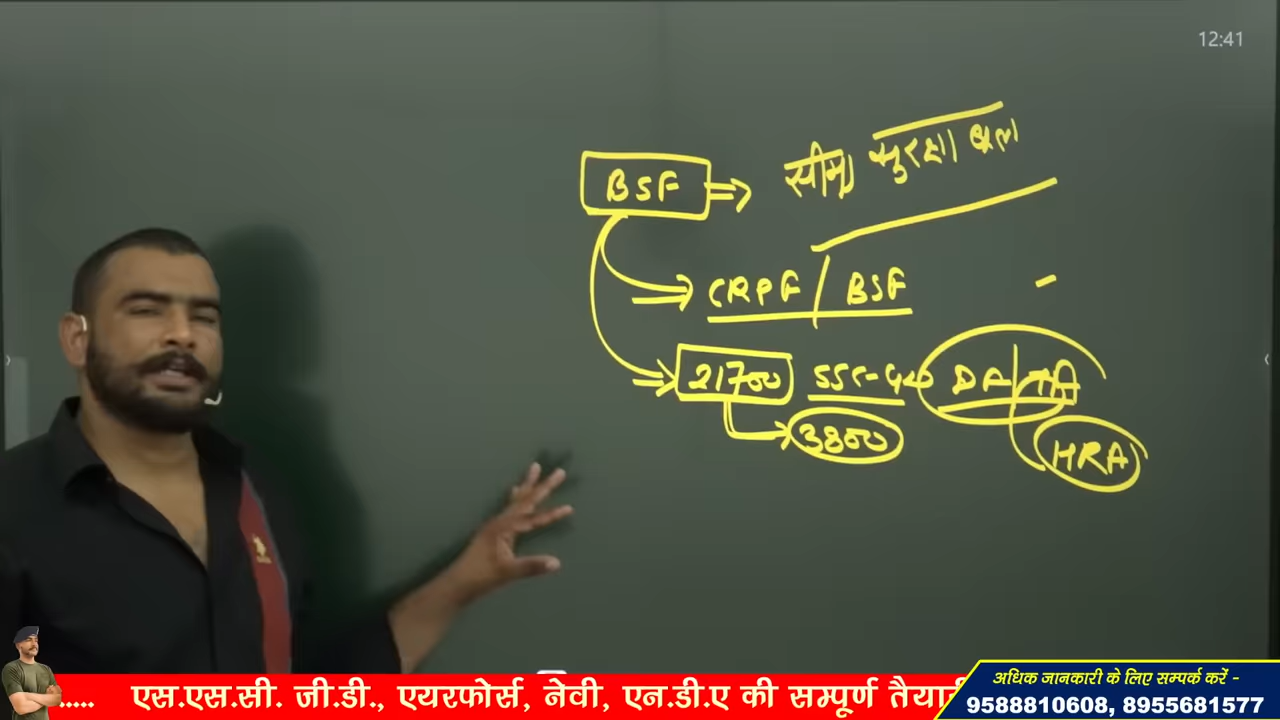 12:41
BSF ⇒ सीमा सुरक्षा बल
CRPF / BSF
21700 SSC-GD DA/TA
3800 HRA
..... एस.एस.सी. जी.डी., एयरफोर्स, नेवी, एन.डी.ए की सम्पूर्ण तैयारी
अधिक जानकारी के लिए सम्पर्क करें -
9588810608, 8955681577